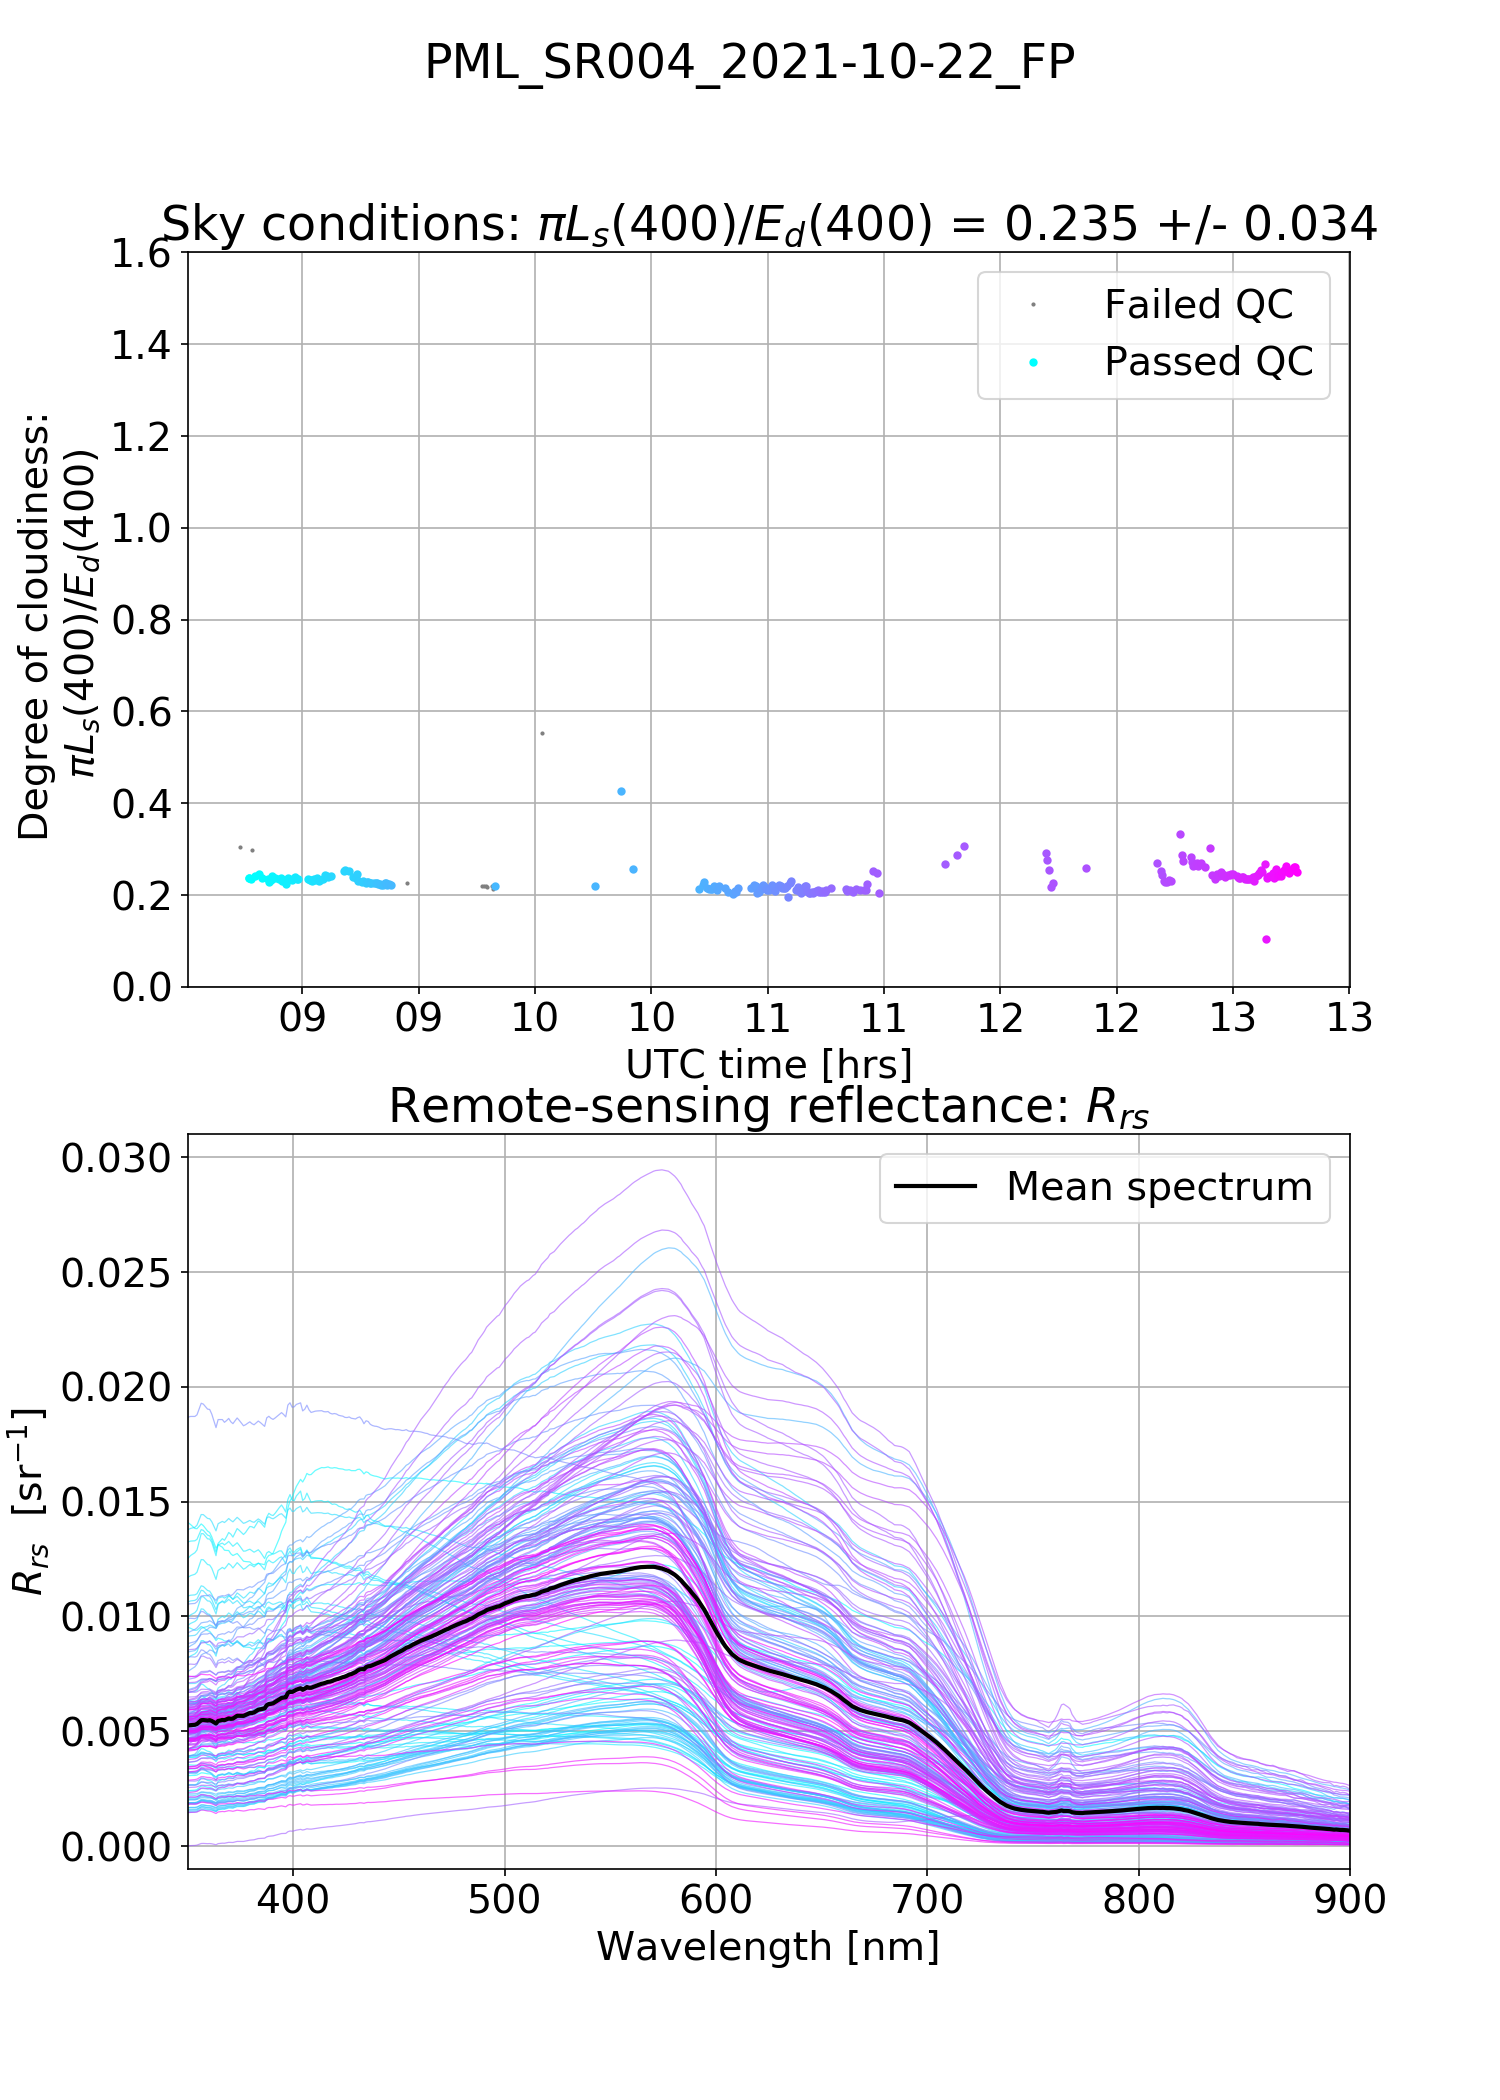 PML_SR004_2021-10-22_FP
Sky conditions: πLₛ(400)/E_d(400) = 0.235 +/- 0.034
Degree of cloudiness:
πLₛ(400)/E_d(400)
1.6
1.4
1.2
1.0
0.8
0.6
0.4
0.2
0.0
Failed QC
Passed QC
09 09 10 10 11 11 12 12 13 13
UTC time [hrs]
Remote-sensing reflectance: R_rs
R_rs [sr⁻¹]
0.030
0.025
0.020
0.015
0.010
0.005
0.000
Mean spectrum
400 500 600 700 800 900
Wavelength [nm]